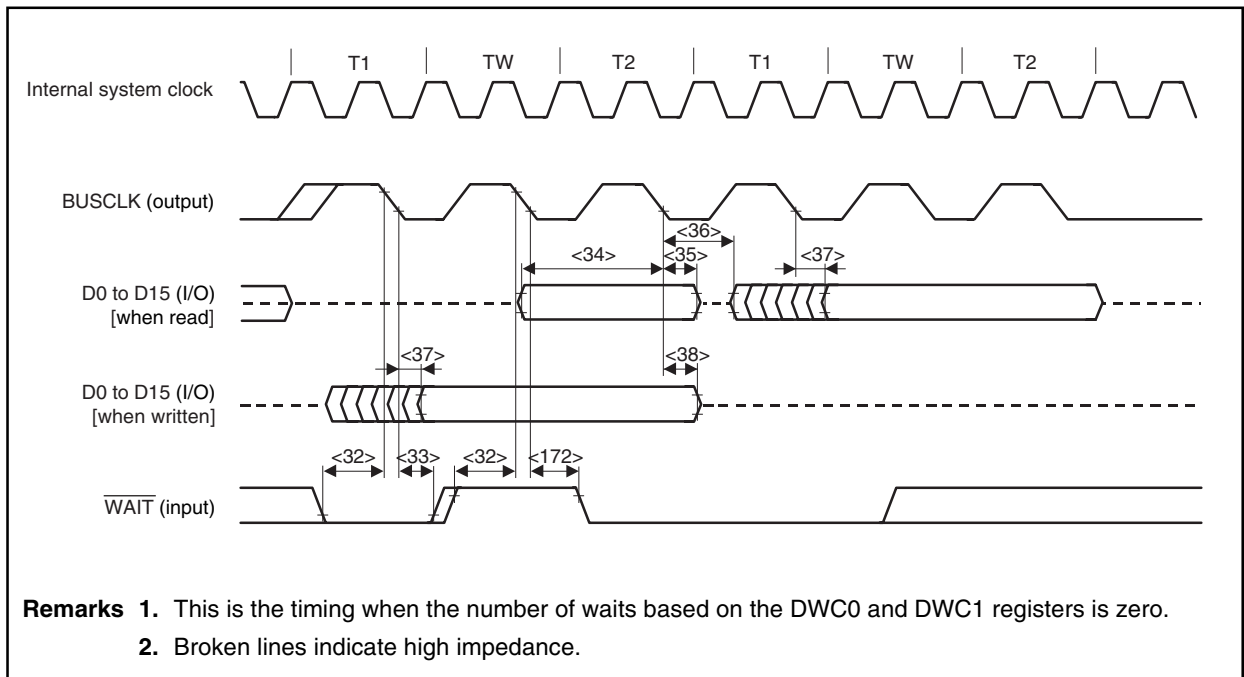 T1 TW T2 T1 TW T2
Internal system clock
BUSCLK (output)
<36>
<34> <35> <37>
D0 to D15 (I/O)
[when read]
<37> <38>
D0 to D15 (I/O)
[when written]
<32> <33> <32> <172>
WAIT (input)
Remarks 1. This is the timing when the number of waits based on the DWC0 and DWC1 registers is zero.
2. Broken lines indicate high impedance.